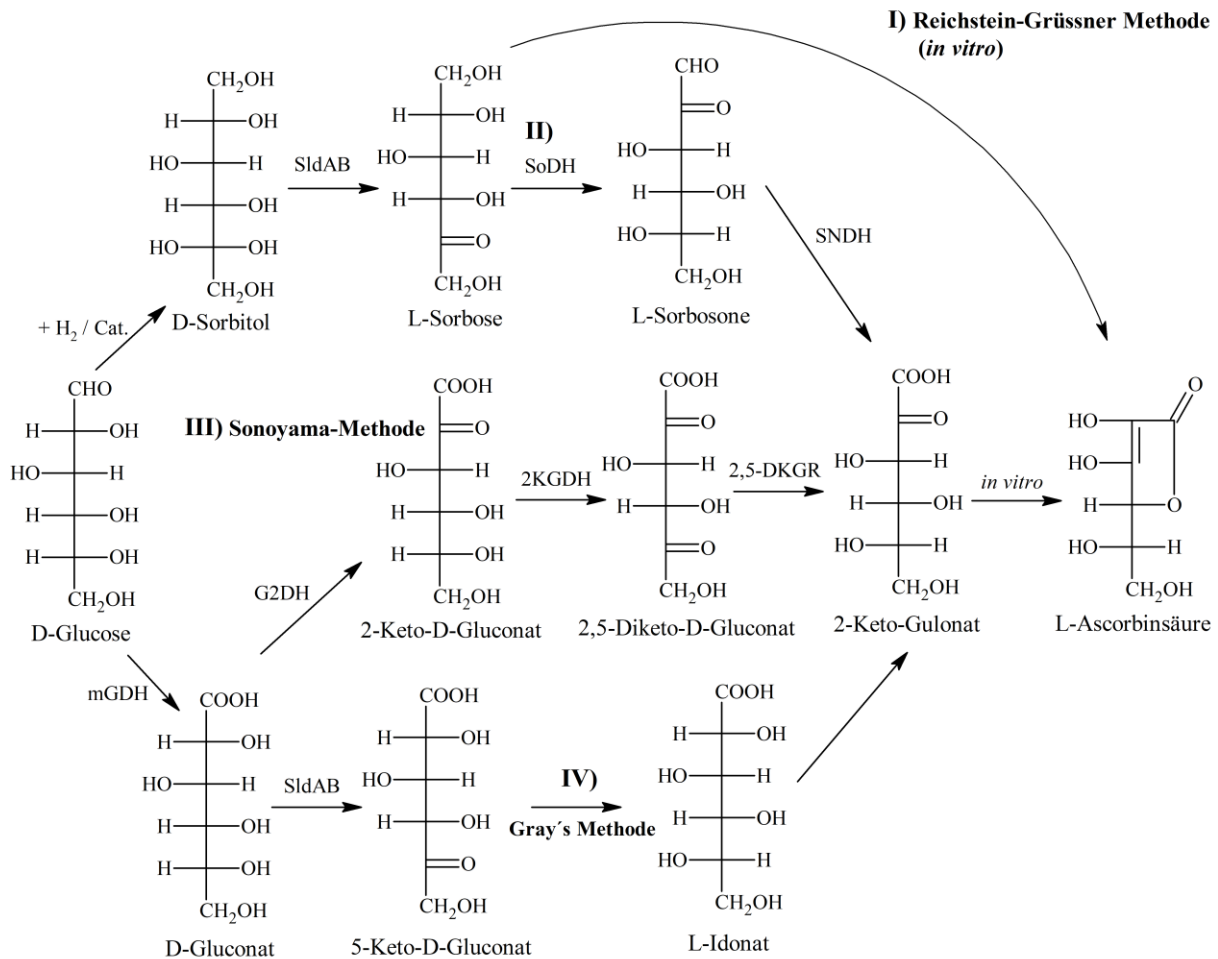 I) Reichstein-Grüssner Methode
(in vitro)
CH2OH
H OH
HO H
H OH
HO OH
CH2OH
D-Sorbitol
SldAB
CH2OH
H OH
HO H
H OH
O
CH2OH
L-Sorbose
II)
SoDH
CHO
O
HO H
H OH
HO H
CH2OH
L-Sorbosone
SNDH
+ H2 / Cat.
CHO
H OH
HO H
H OH
H OH
CH2OH
D-Glucose
III) Sonoyama-Methode
COOH
O
HO H
H OH
H OH
CH2OH
2-Keto-D-Gluconat
2KGDH
COOH
O
HO H
H OH
O
CH2OH
2,5-Diketo-D-Gluconat
2,5-DKGR
COOH
O
HO H
H OH
HO H
CH2OH
2-Keto-Gulonat
in vitro
O
HO
HO
H O
HO H
CH2OH
L-Ascorbinsäure
G2DH
mGDH
COOH
H OH
HO H
H OH
H OH
CH2OH
D-Gluconat
SldAB
COOH
H OH
HO H
H OH
O
CH2OH
5-Keto-D-Gluconat
IV)
Gray´s Methode
COOH
H OH
HO H
H OH
HO H
CH2OH
L-Idonat